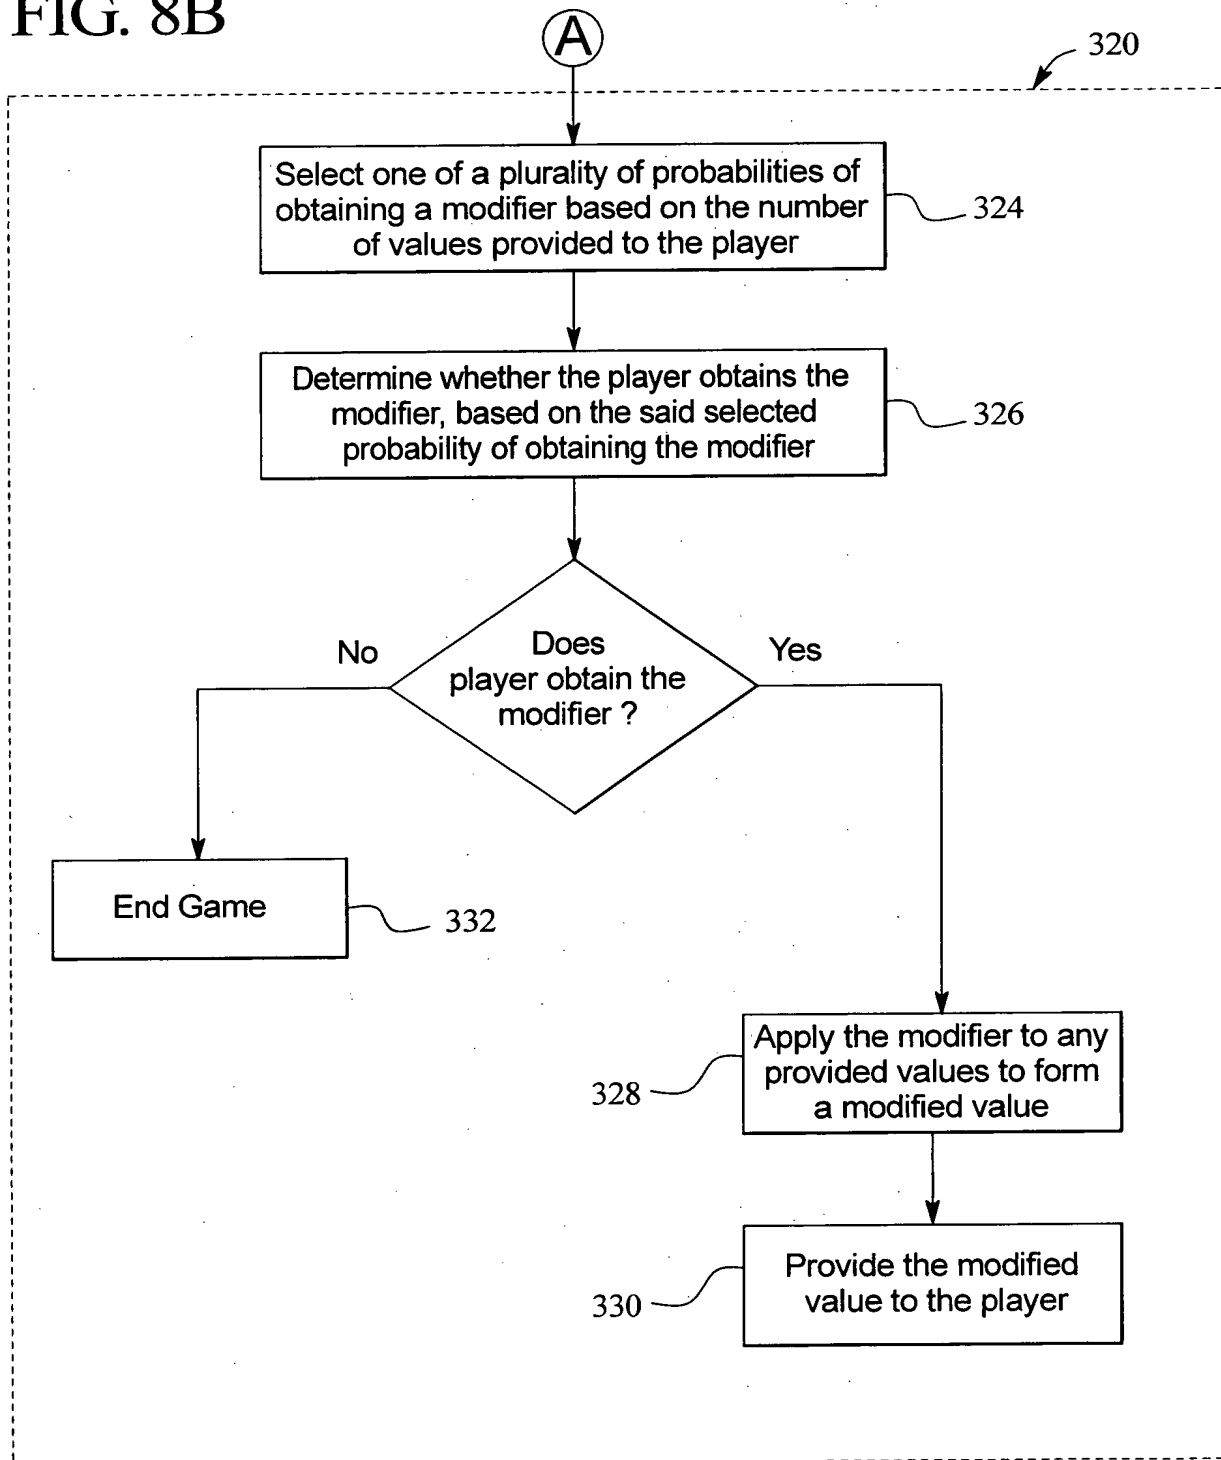 FIG. 8B
A
320
Select one of a plurality of probabilities of
obtaining a modifier based on the number
of values provided to the player
324
Determine whether the player obtains the
modifier, based on the said selected
probability of obtaining the modifier
326
No
Does
player obtain the
modifier ?
Yes
End Game
332
Apply the modifier to any
provided values to form
a modified value
328
Provide the modified
value to the player
330